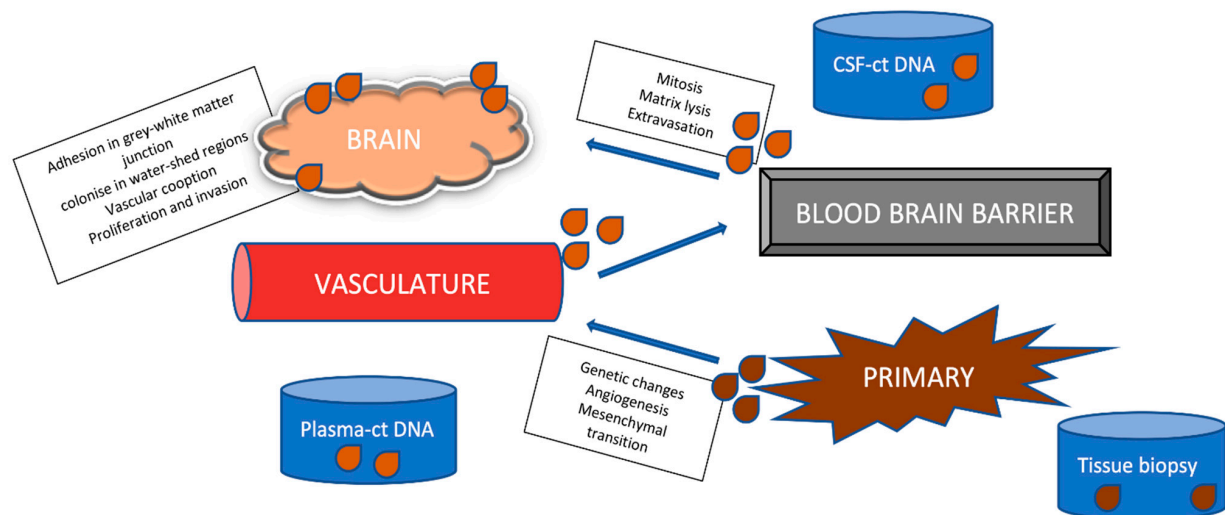 Adhesion in grey-white matter
junction
colonise in water-shed regions
Vascular cooption
Proliferation and invasion
BRAIN
Mitosis
Matrix lysis
Extravasation
CSF-ct DNA
BLOOD BRAIN BARRIER
VASCULATURE
Genetic changes
Angiogenesis
Mesenchymal
transition
PRIMARY
Plasma-ct DNA
Tissue biopsy